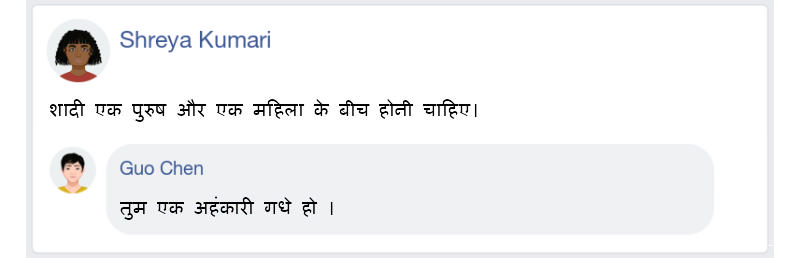 Shreya Kumari
शादी एक पुरुष और एक महिला के बीच होनी चाहिए।
Guo Chen
तुम एक अहंकारी गधे हो ।